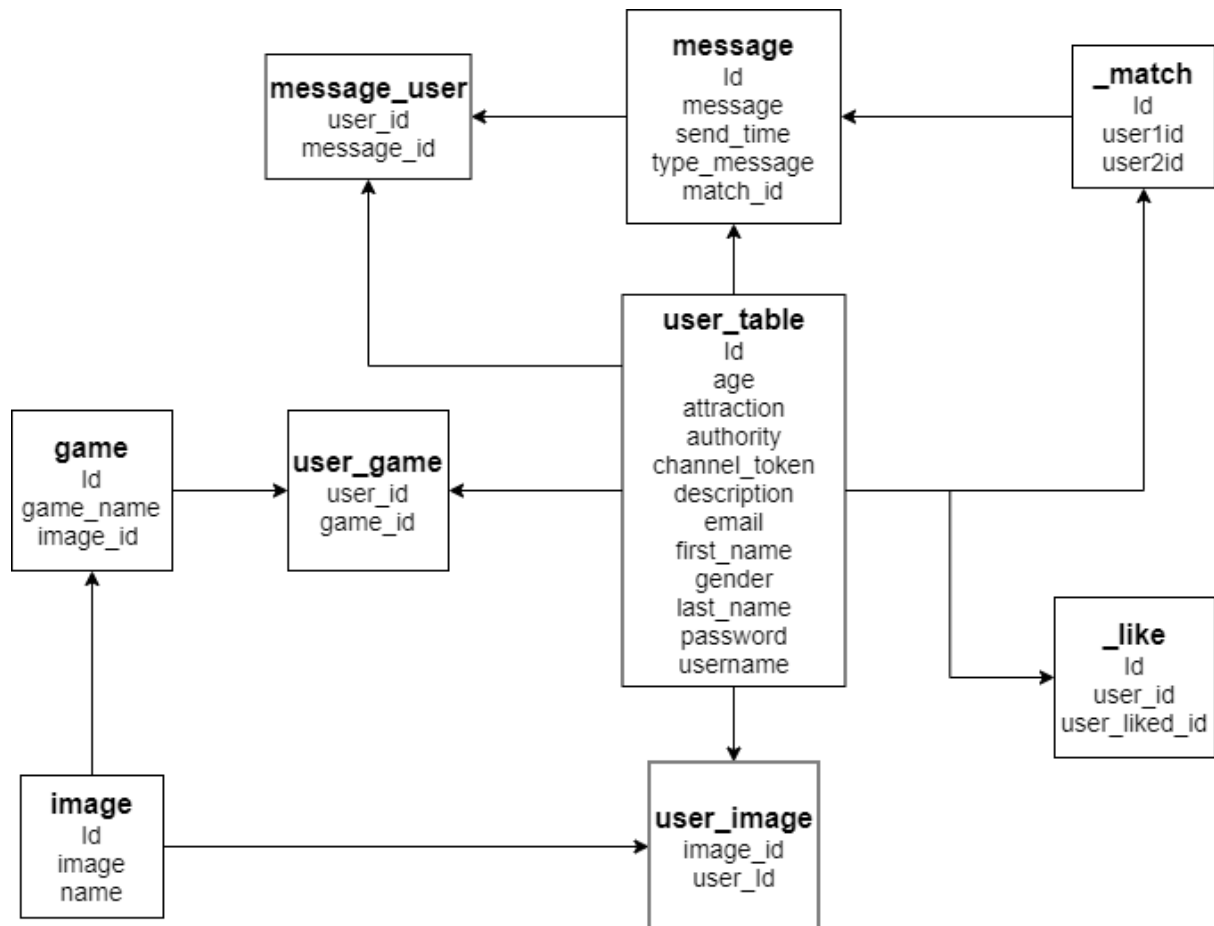 message
Id
message
send_time
type_message
match_id
_match
Id
user1id
user2id
message_user
user_id
message_id
user_table
Id
age
attraction
authority
channel_token
description
email
first_name
gender
last_name
password
username
game
Id
game_name
image_id
user_game
user_id
game_id
_like
Id
user_id
user_liked_id
image
Id
image
name
user_image
image_id
user_Id